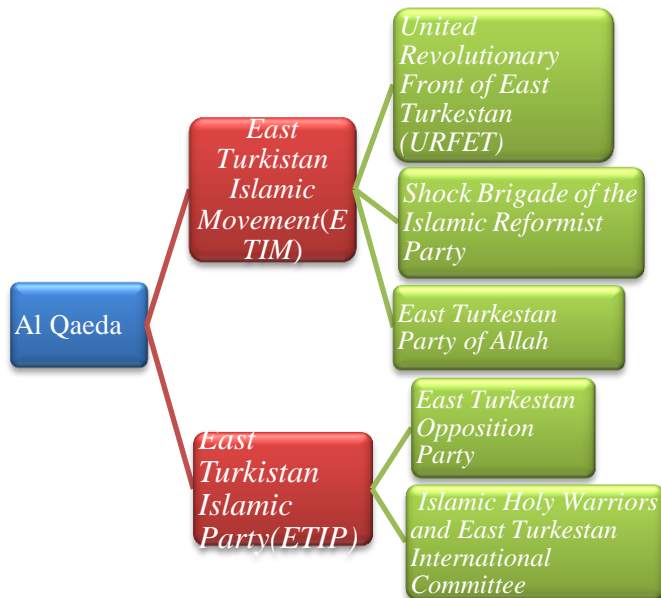 Al Qaeda
East
Turkistan
Islamic
Movement(E
TIM)
United
Revolutionary
Front of East
Turkestan
(URFET)
Shock Brigade of the
Islamic Reformist
Party
East Turkestan
Party of Allah
East
Turkistan
Islamic
Party(ETIP)
East Turkestan
Opposition
Party
Islamic Holy Warriors
and East Turkestan
International
Committee